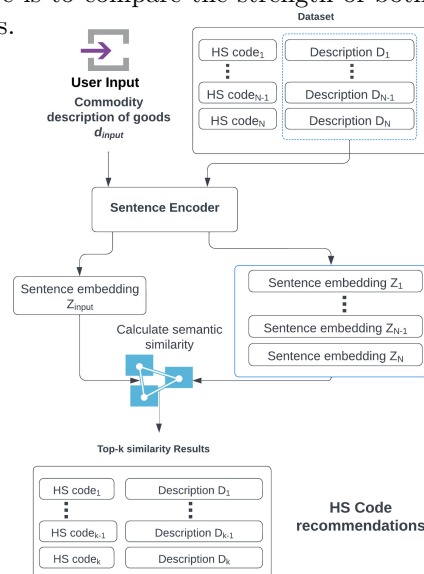 e is to compare the strength of both
s.
Dataset
HS code1
Description D1
HS codeN-1
Description DN-1
HS codeN
Description DN
User Input
Commodity
description of goods
dinput
Sentence Encoder
Sentence embedding
Zinput
Sentence embedding Z1
Sentence embedding ZN-1
Sentence embedding ZN
Calculate semantic
similarity
Top-k similarity Results
HS code1
Description D1
HS codek-1
Description Dk-1
HS codek
Description Dk
HS Code
recommendations